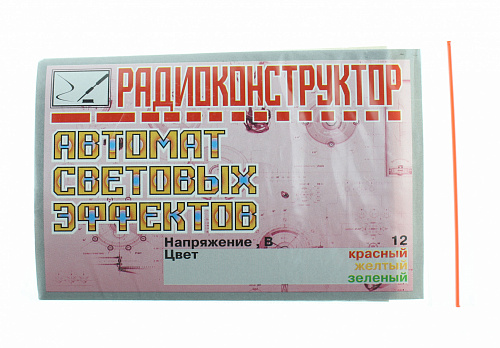 РАДИОКОНСТРУКТОР
АВТОМАТ
СВЕТОВЫХ
ЭФФЕКТОВ
Напряжение, В 12
Цвет красный
желтый
зеленый